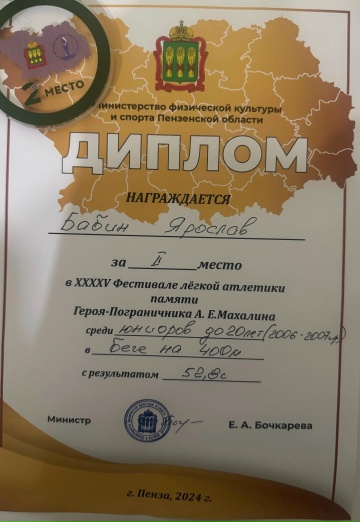 2 МЕСТО
Министерство физической культуры
и спорта Пензенской области
ДИПЛОМ
НАГРАЖДАЕТСЯ
Бабин Ярослав
за II место
в XXXXV Фестивале лёгкой атлетики
памяти
Героя-Пограничника А. Е.Махалина
среди юниоров до 20 лет (2006-2007гр)
в беге на 400м
с результатом 52,8с
Министр Е. А. Бочкарева
г. Пенза, 2024 г.